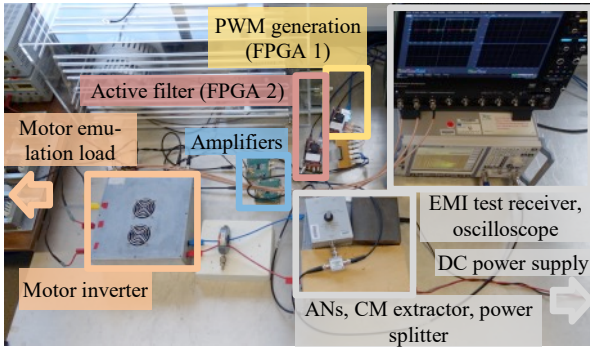 PWM generation
(FPGA 1)
Active filter (FPGA 2)
Motor emu-
lation load
Amplifiers
EMI test receiver,
oscilloscope
DC power supply
Motor inverter
ANs, CM extractor, power
splitter